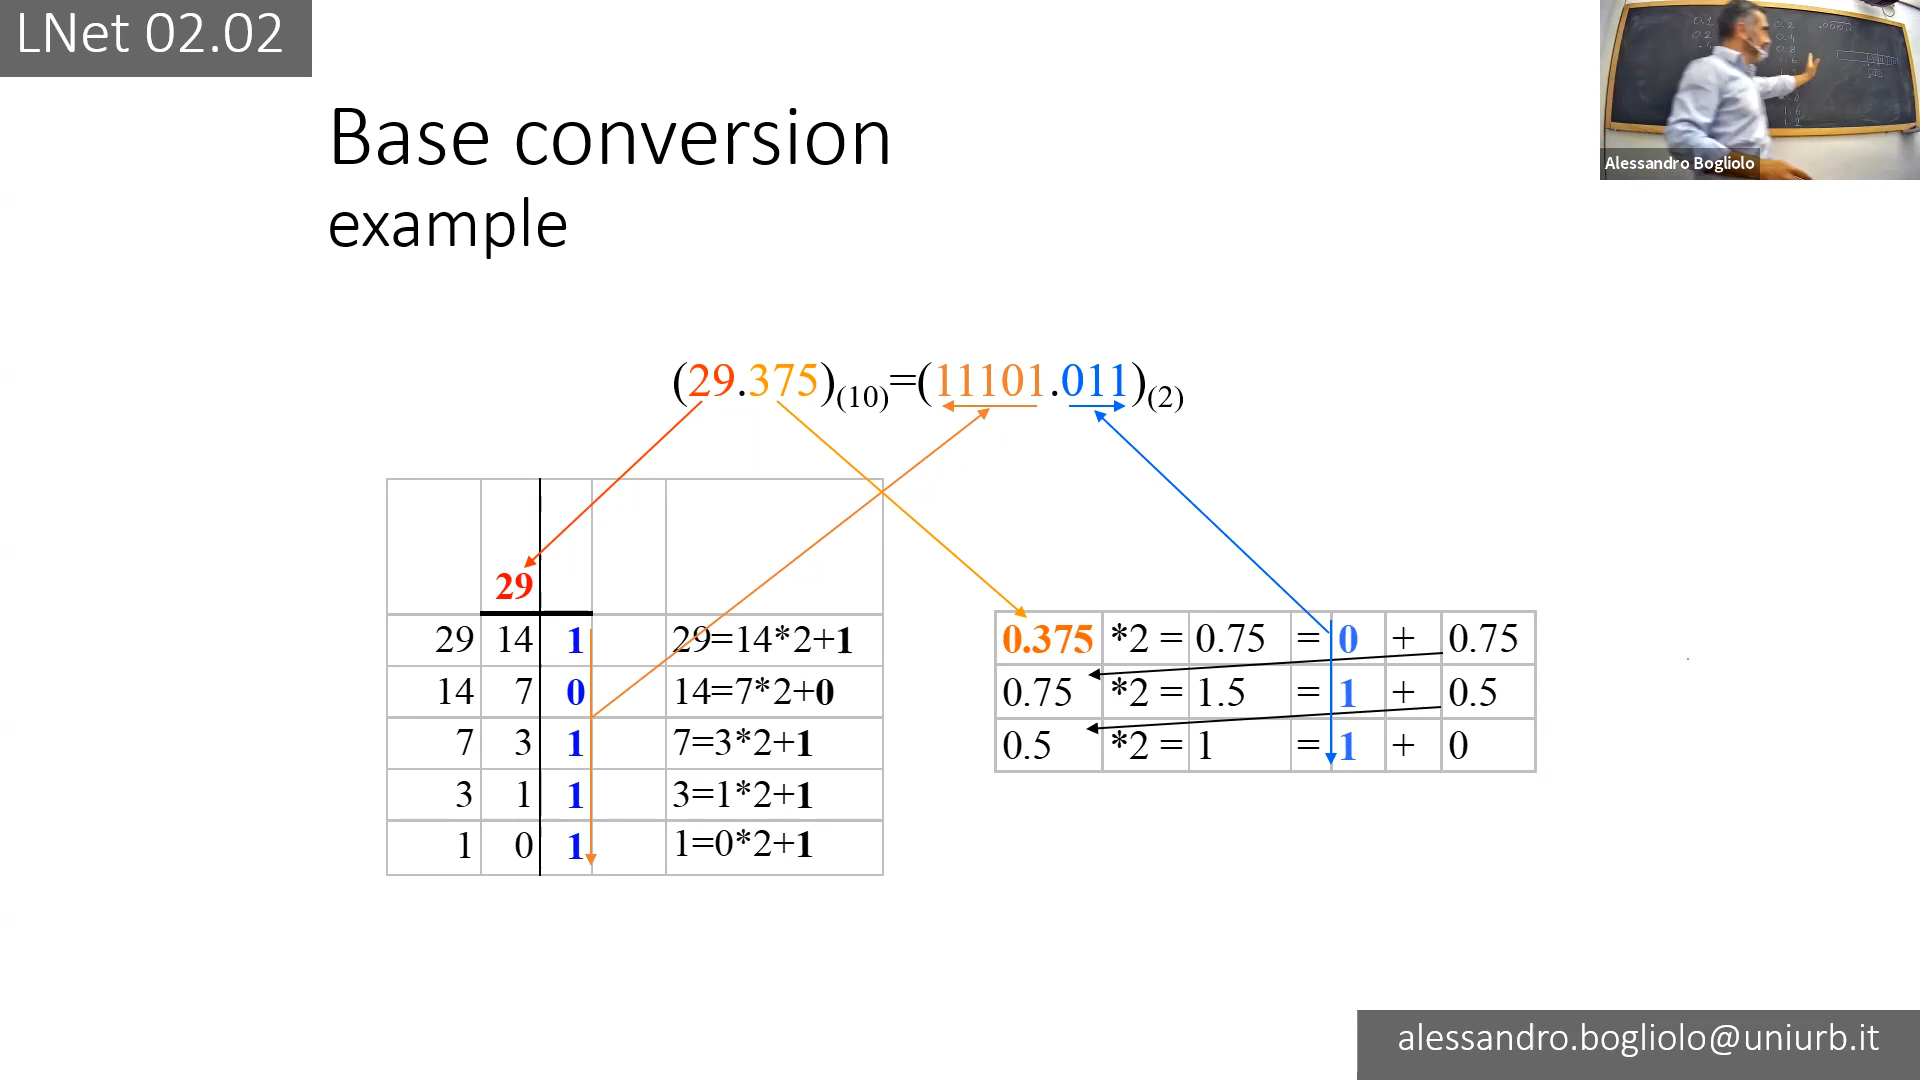 LNet 02.02
Alessandro Bogliolo
Base conversion
example
(29.375)(10)=(11101.011)(2)
29
29 14 1 29=14*2+1
14 7 0 14=7*2+0
7 3 1 7=3*2+1
3 1 1 3=1*2+1
1 0 1 1=0*2+1
0.375 *2 = 0.75 = 0 + 0.75
0.75 *2 = 1.5 = 1 + 0.5
0.5 *2 = 1 = 1 + 0
alessandro.bogliolo@uniurb.it